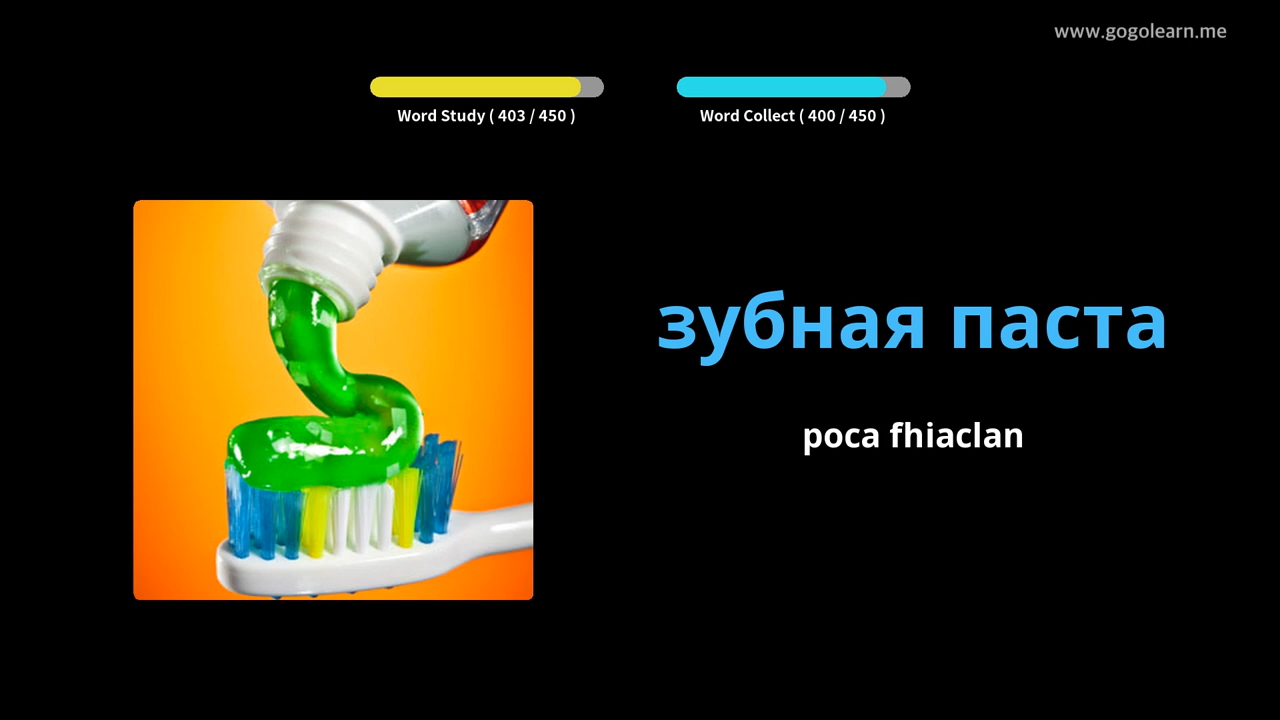 www.gogolearn.me
Word Study ( 403 / 450 )
Word Collect ( 400 / 450 )
зубная паста
poca fhiaclan